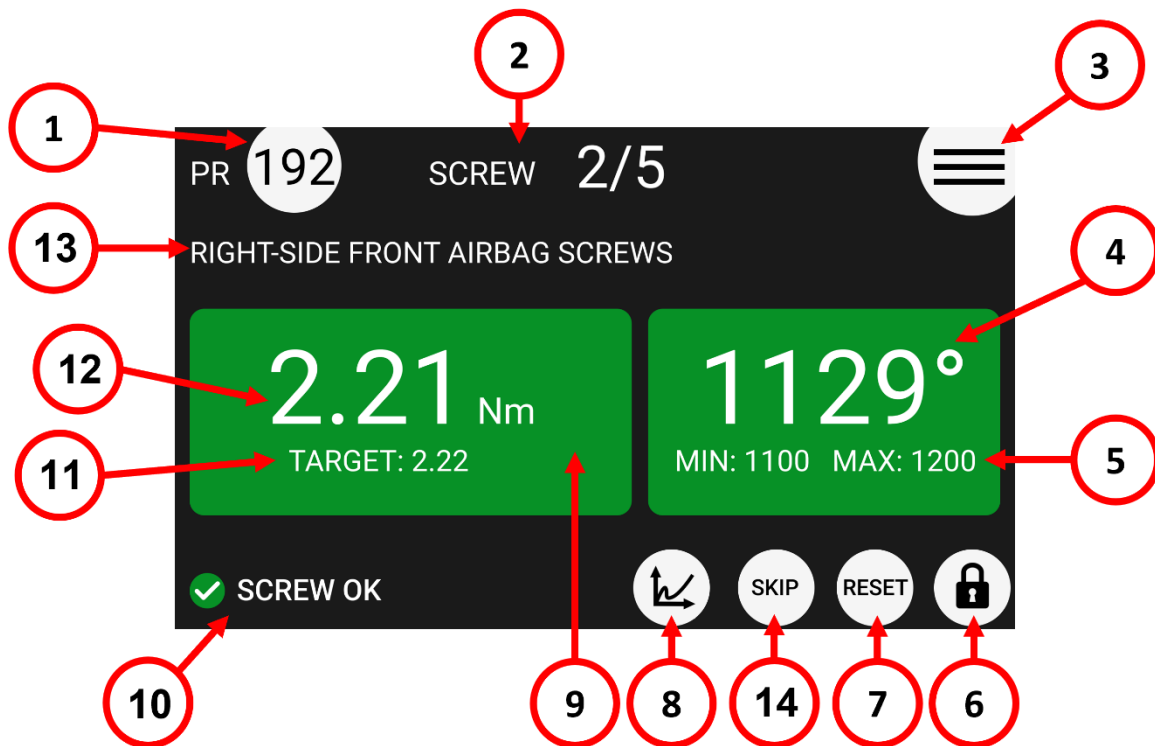 2
1
3
PR 192 SCREW 2/5
13
RIGHT-SIDE FRONT AIRBAG SCREWS
4
12
2.21 Nm
1129°
11
TARGET: 2.22
MIN: 1100 MAX: 1200
5
SCREW OK
SKIP
RESET
10
9
8
14
7
6